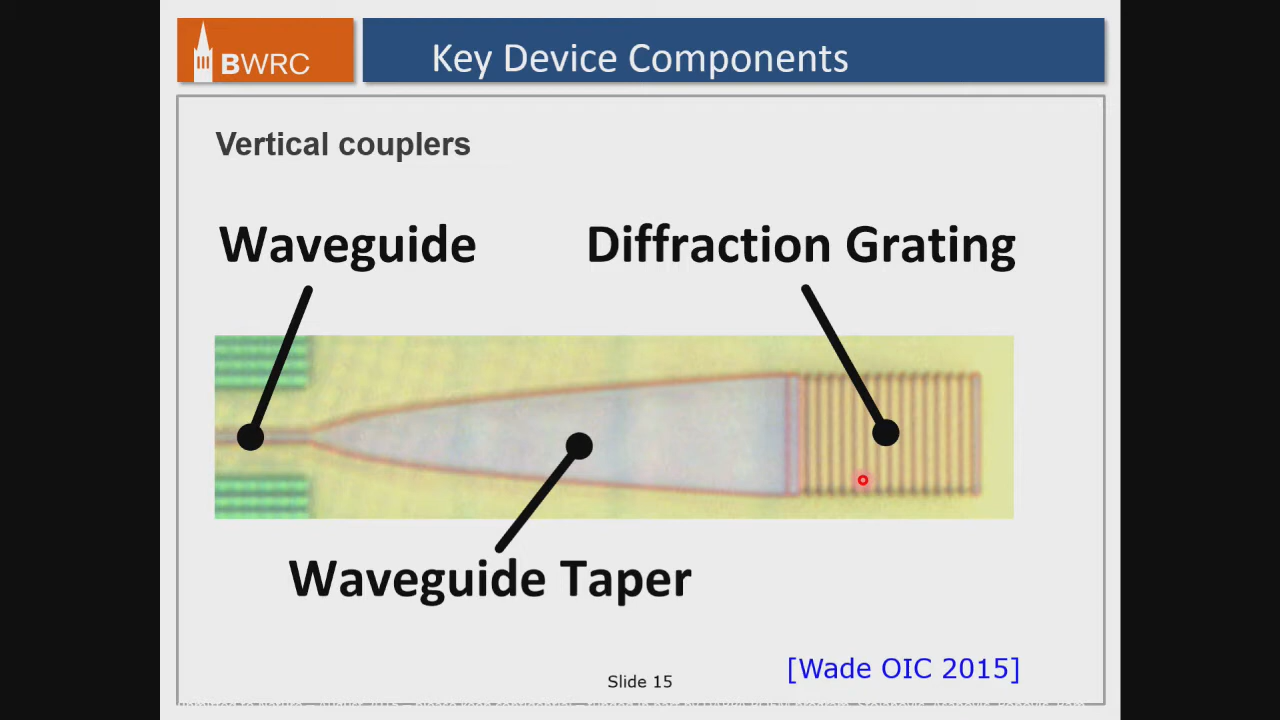 BWRC
Key Device Components
Vertical couplers
Waveguide
Diffraction Grating
Waveguide Taper
[Wade OIC 2015]
Slide 15